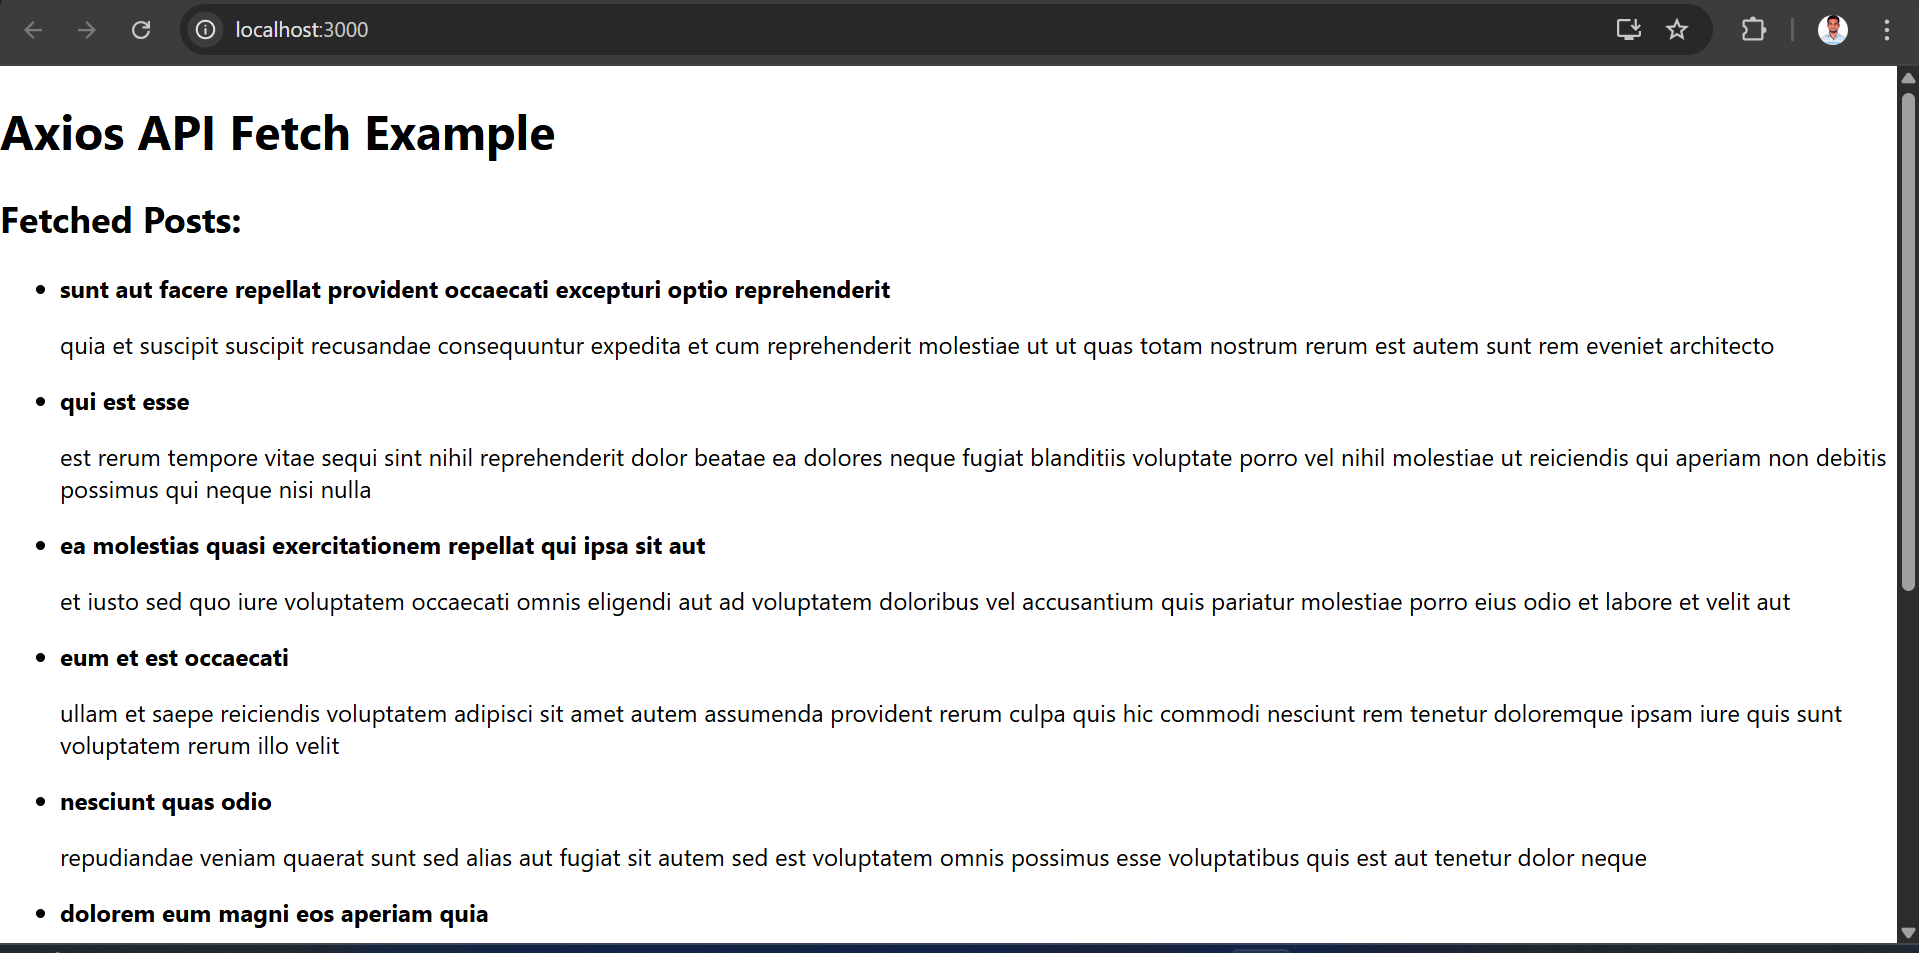 localhost:3000
Axios API Fetch Example
Fetched Posts:
sunt aut facere repellat provident occaecati excepturi optio reprehenderit
quia et suscipit suscipit recusandae consequuntur expedita et cum reprehenderit molestiae ut ut quas totam nostrum rerum est autem sunt rem eveniet architecto
qui est esse
est rerum tempore vitae sequi sint nihil reprehenderit dolor beatae ea dolores neque fugiat blanditiis voluptate porro vel nihil molestiae ut reiciendis qui aperiam non debitis
possimus qui neque nisi nulla
ea molestias quasi exercitationem repellat qui ipsa sit aut
et iusto sed quo iure voluptatem occaecati omnis eligendi aut ad voluptatem doloribus vel accusantium quis pariatur molestiae porro eius odio et labore et velit aut
eum et est occaecati
ullam et saepe reiciendis voluptatem adipisci sit amet autem assumenda provident rerum culpa quis hic commodi nesciunt rem tenetur doloremque ipsam iure quis sunt
voluptatem rerum illo velit
nesciunt quas odio
repudiandae veniam quaerat sunt sed alias aut fugiat sit autem sed est voluptatem omnis possimus esse voluptatibus quis est aut tenetur dolor neque
dolorem eum magni eos aperiam quia